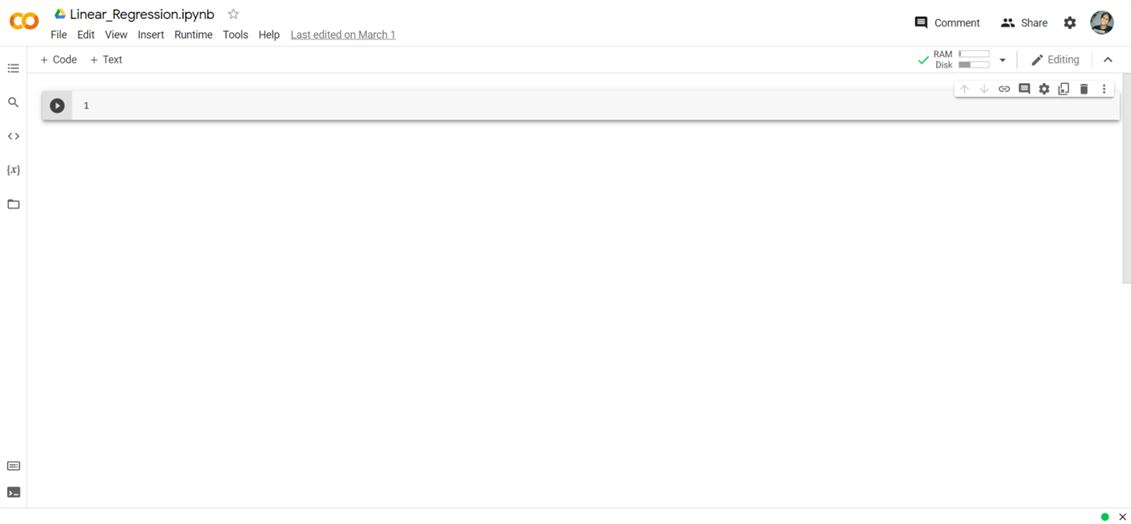 Linear_Regression.ipynb
File Edit View Insert Runtime Tools Help Last edited on March 1
Comment Share
+ Code + Text
RAM
Disk
Editing
1
{x}